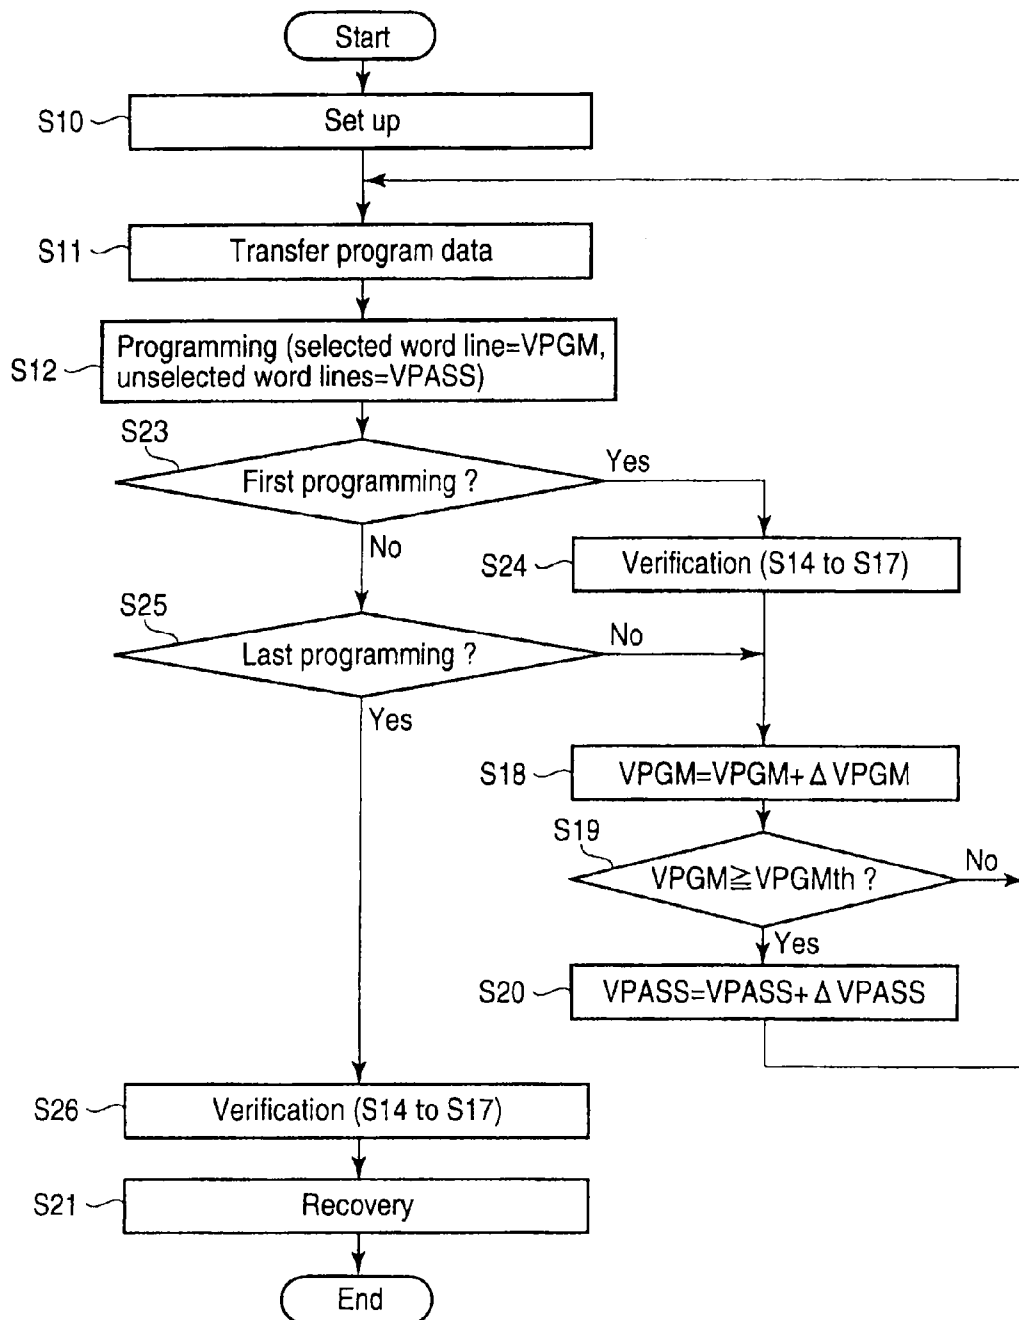 Start
S10
Set up
S11
Transfer program data
S12
Programming (selected word line=VPGM,
unselected word lines=VPASS)
S23
First programming ?
Yes
No
S24
Verification (S14 to S17)
S25
Last programming ?
No
Yes
S18
VPGM=VPGM+ Δ VPGM
S19
VPGM≧VPGMth ?
No
Yes
S20
VPASS=VPASS+ Δ VPASS
S26
Verification (S14 to S17)
S21
Recovery
End